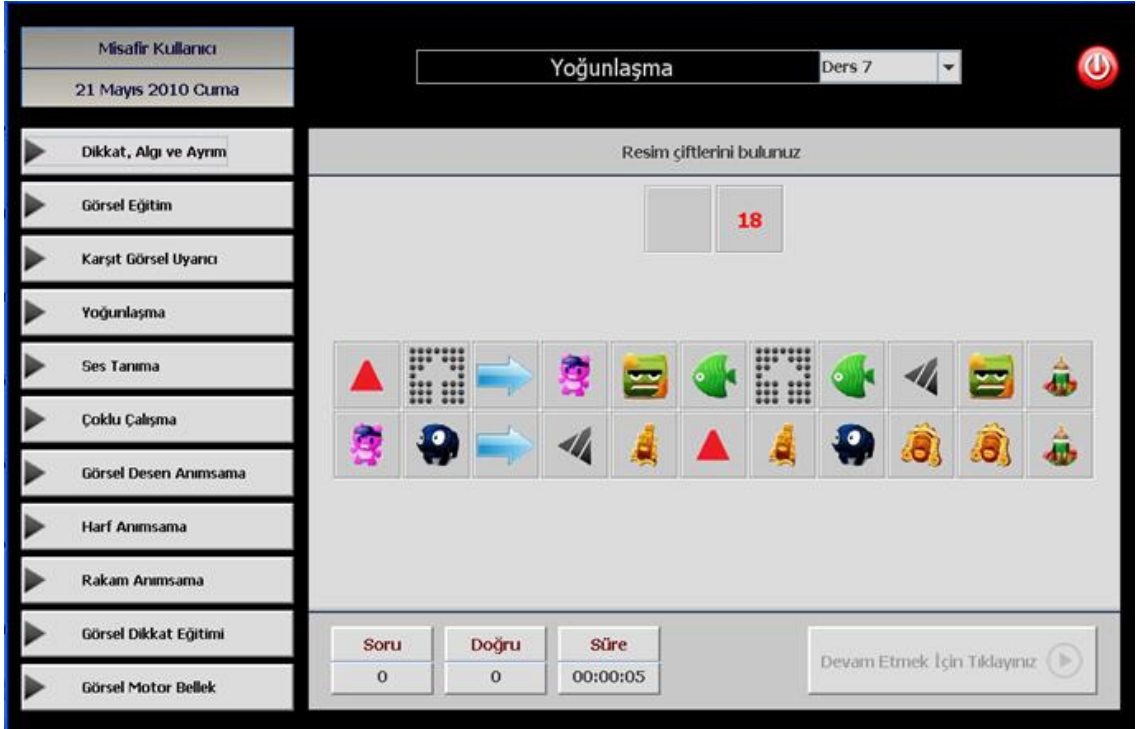 Misafir Kullanıcı
21 Mayıs 2010 Cuma
Yoğunlaşma
Ders 7
Dikkat, Algı ve Ayrım
Görsel Eğitim
Karşıt Görsel Uyarıcı
Yoğunlaşma
Ses Tanıma
Çoklu Çalışma
Görsel Desen Anımsama
Harf Anımsama
Rakam Anımsama
Görsel Dikkat Eğitimi
Görsel Motor Bellek
Resim çiftlerini bulunuz
18
Soru Doğru Süre
0 0 00:00:05
Devam Etmek İçin Tıklayınız